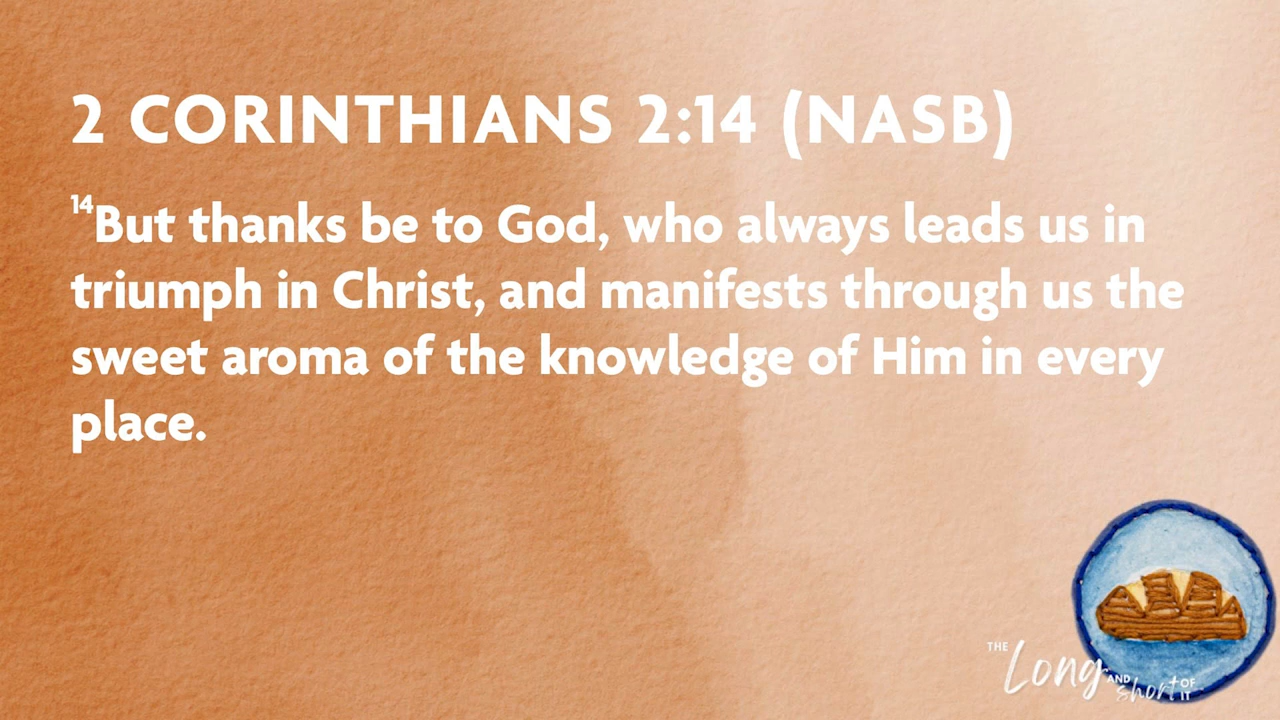 2 CORINTHIANS 2:14 (NASB)
14But thanks be to God, who always leads us in
triumph in Christ, and manifests through us the
sweet aroma of the knowledge of Him in every
place.
THE Long AND short OF IT